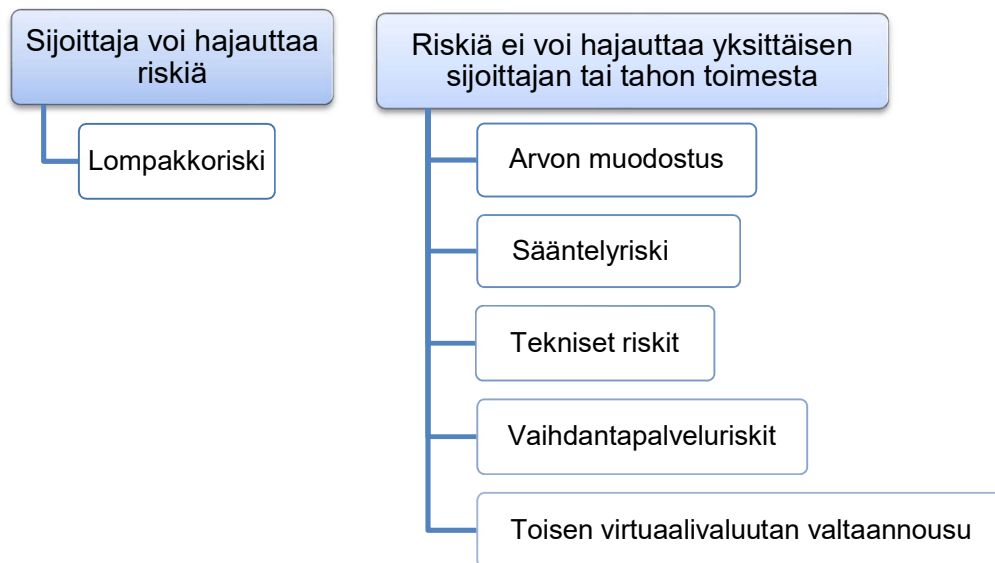 Sijoittaja voi hajauttaa
riskiä
Lompakkoriski
Riskiä ei voi hajauttaa yksittäisen
sijoittajan tai tahon toimesta
Arvon muodostus
Sääntelyriski
Tekniset riskit
Vaihdantapalveluriskit
Toisen virtuaalivaluutan valtaannousu